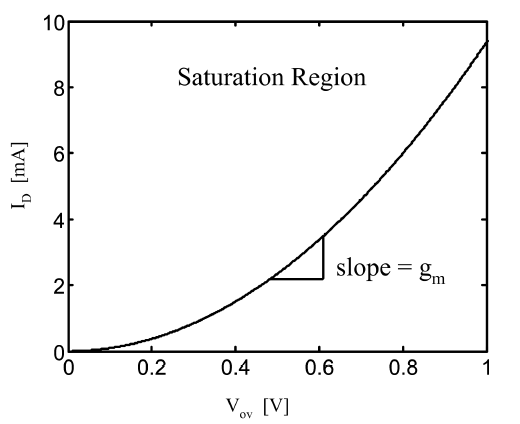 10
8
6
4
2
0
I_D [mA]
Saturation Region
slope = g_m
0 0.2 0.4 0.6 0.8 1
V_ov [V]